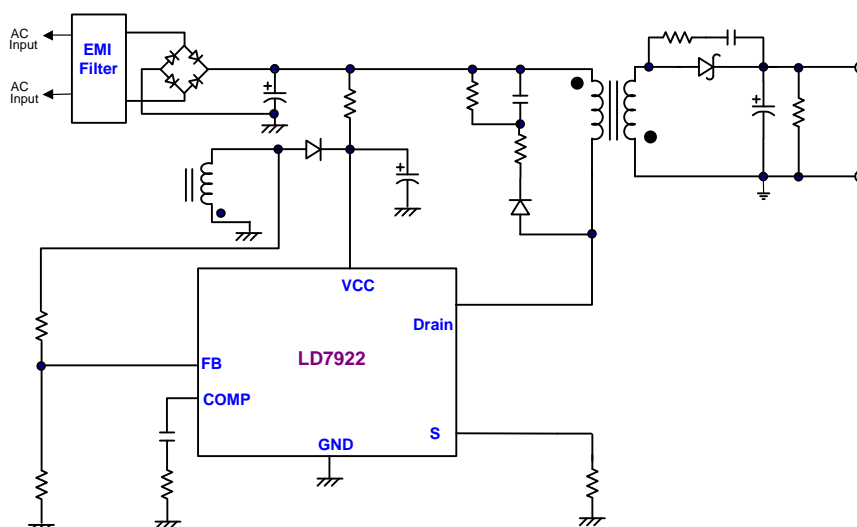 AC
Input
EMI
Filter
AC
Input
VCC
Drain
LD7922
FB
COMP
S
GND